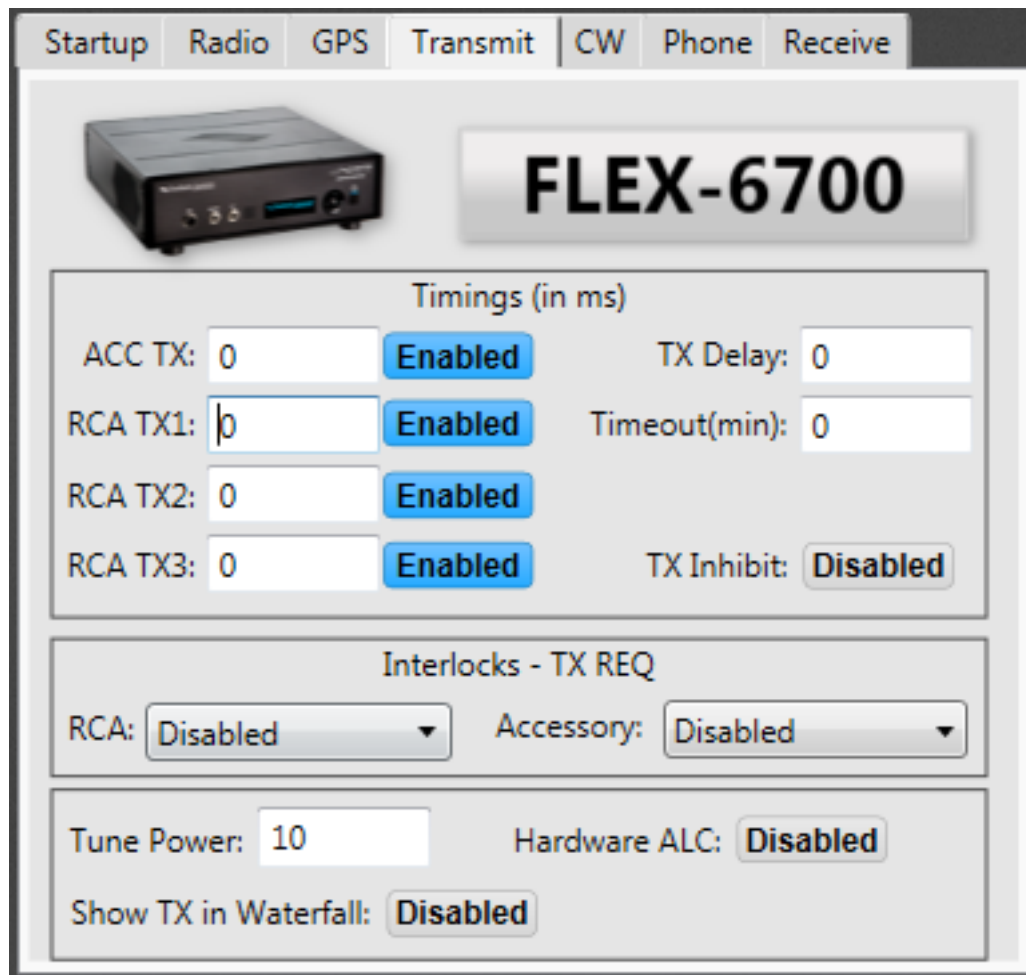 Startup Radio GPS Transmit CW Phone Receive
FLEX-6700
Timings (in ms)
ACC TX: 0 Enabled TX Delay: 0
RCA TX1: 0 Enabled Timeout(min): 0
RCA TX2: 0 Enabled
RCA TX3: 0 Enabled TX Inhibit: Disabled
Interlocks - TX REQ
RCA: Disabled Accessory: Disabled
Tune Power: 10 Hardware ALC: Disabled
Show TX in Waterfall: Disabled